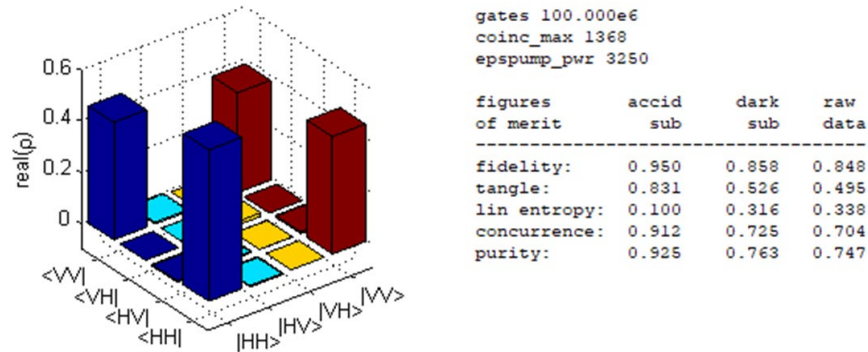 0.6
0.4
0.2
0
real(ρ)
<VV|
<VH|
<HV|
<HH|
|HH>
|HV>
|VH>
|VV>
gates 100.000e6
coinc_max 1368
epspump_pwr 3250
figures accid dark raw
of merit sub sub data
--------------------------------------
fidelity: 0.950 0.858 0.848
tangle: 0.831 0.526 0.495
lin entropy: 0.100 0.316 0.338
concurrence: 0.912 0.725 0.704
purity: 0.925 0.763 0.747